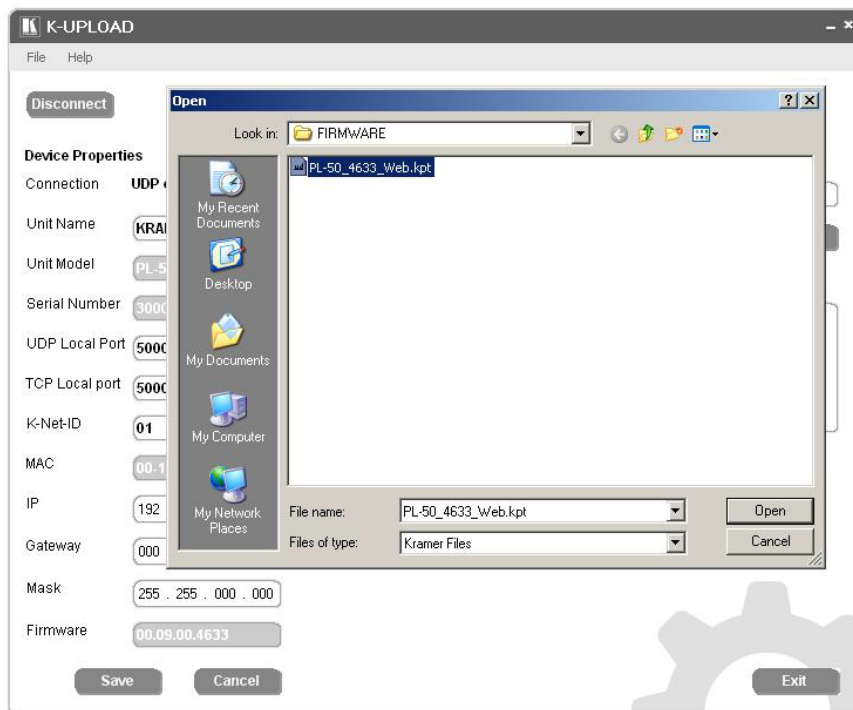 K-UPLOAD
File Help
Disconnect
Open
Look in: FIRMWARE
PL-50_4633_Web.kpt
My Recent
Documents
Desktop
My Documents
My Computer
My Network
Places
File name: PL-50_4633_Web.kpt Open
Files of type: Kramer Files Cancel
Device Properties
Connection UDP
Unit Name
Unit Model
Serial Number 3000
UDP Local Port 5000
TCP Local port 5000
K-Net-ID 01
MAC
IP 192
Gateway 000
Mask 255 . 255 . 000 . 000
Firmware 00.09.00.4633
Save Cancel Exit